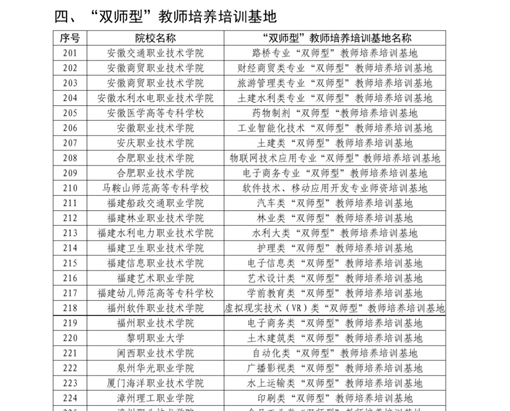 四、“双师型”教师培养培训基地
序号 院校名称 “双师型”教师培养培训基地名称
201 安徽交通职业技术学院 路桥专业“双师型”教师培养培训基地
202 安徽商贸职业技术学院 财经商贸类专业“双师型”教师培养培训基地
203 安徽商贸职业技术学院 旅游管理类专业“双师型”教师培养培训基地
204 安徽水利水电职业技术学院 土建水利类专业“双师型”教师培养培训基地
205 安徽医学高等专科学校 药物制剂“双师型“教师培养培训基地
206 安徽职业技术学院 工业智能化技术“双师型”教师培养培训基地
207 安庆职业技术学院 土建类“双师型”教师培养培训基地
208 合肥职业技术学院 物联网技术应用专业“双师型”教师培养培训基地
209 合肥职业技术学院 电子商务专业“双师型”教师培养培训基地
210 马鞍山师范高等专科学校 软件技术、移动应用开发专业师资培训基地
211 福建船政交通职业学院 汽车类“双师型”教师培养培训基地
212 福建林业职业技术学院 林业类“双师型”教师培养培训基地
213 福建水利电力职业技术学院 水利大类“双师型”教师培养培训基地
214 福建卫生职业技术学院 护理类“双师型”教师培养培训基地
215 福建信息职业技术学院 电子信息类“双师型”教师培养培训基地
216 福建艺术职业学院 艺术设计类“双师型”教师培养培训基地
217 福建幼儿师范高等专科学校 学前教育类“双师型”教师培养培训基地
218 福州软件职业技术学院 虚拟现实技术(VR)类“双师型”教师培养培训基地
219 福州职业技术学院 电子商务类“双师型”教师培养培训基地
220 黎明职业大学 土木建筑类“双师型”教师培养培训基地
221 闽西职业技术学院 自动化类“双师型”教师培养培训基地
222 泉州华光职业学院 广播影视类“双师型”教师培养培训基地
223 厦门海洋职业技术学院 水上运输类“双师型”教师培养培训基地
224 漳州理工职业学院 印刷类“双师型”教师培养培训基地